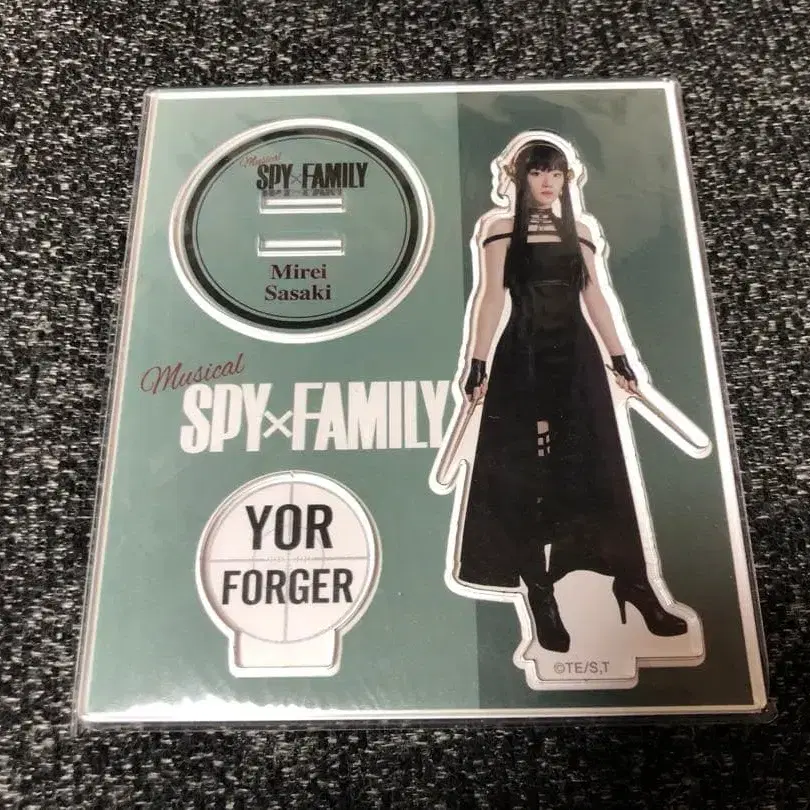 Musical
SPY×FAMILY
Mirei
Sasaki
Musical
SPY×FAMILY
YOR
FORGER
©TE/S,T